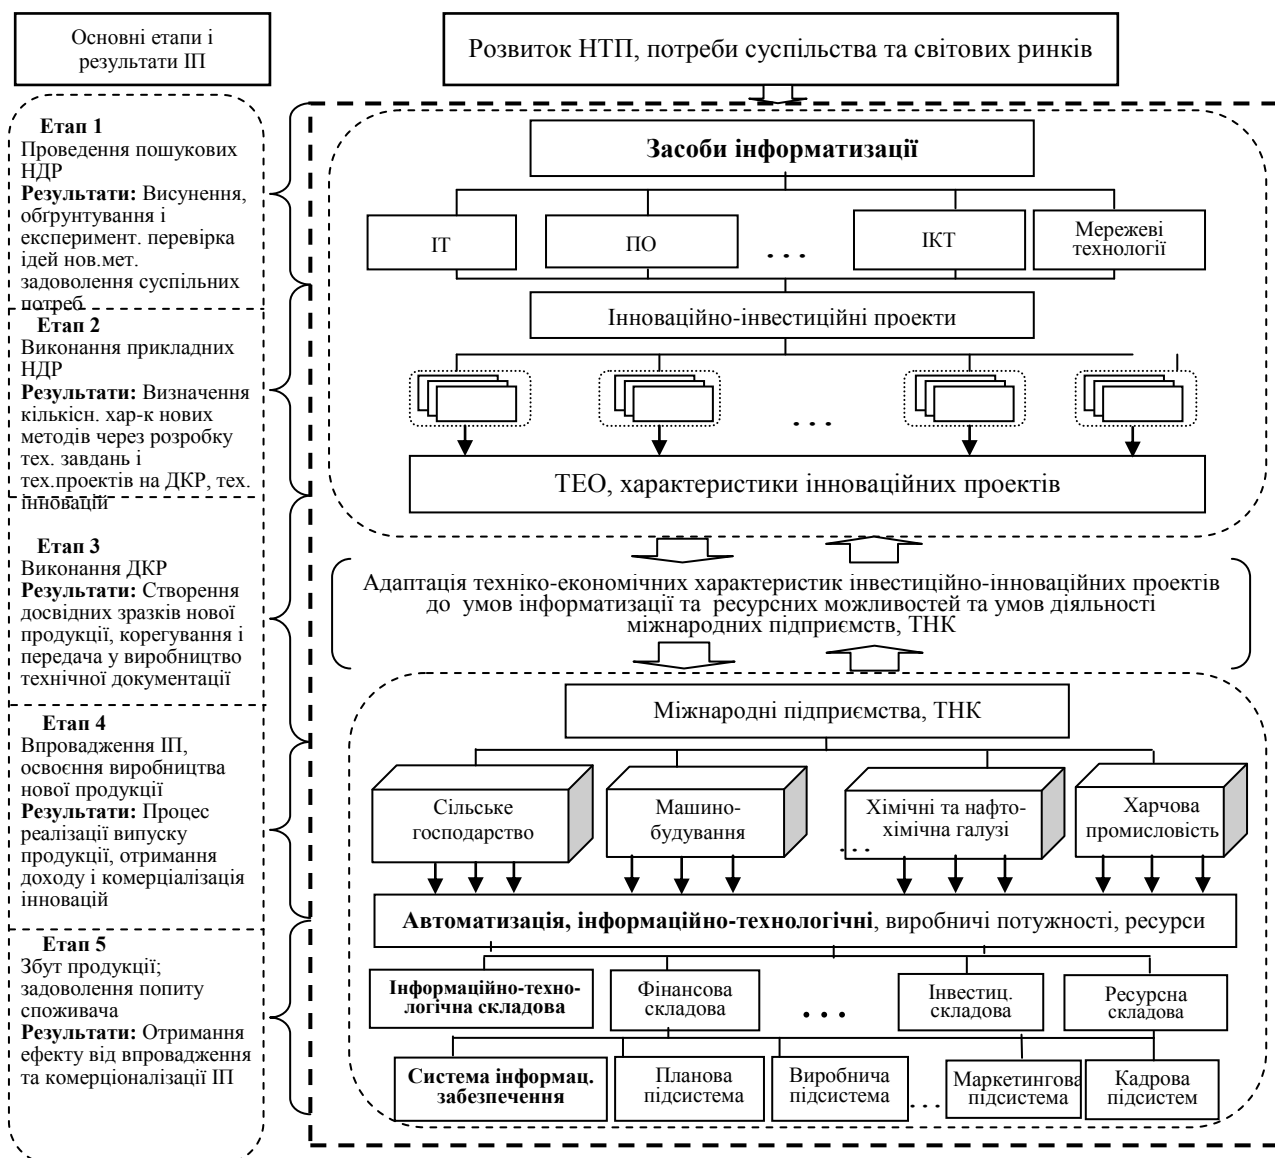 Основні етапи і
результати ІП
Розвиток НТП, потреби суспільства та світових ринків
Етап 1
Проведення пошукових
НДР
Результати: Висунення,
обґрунтування і
експеримент. перевірка
ідей нов.мет.
задоволення суспільних
потреб
Етап 2
Виконання прикладних
НДР
Результати: Визначення
кількісн. хар-к нових
методів через розробку
тех. завдань і
тех.проектів на ДКР, тех.
інновацій
Етап 3
Виконання ДКР
Результати: Створення
досвідних зразків нової
продукції, корегування і
передача у виробництво
технічної документації
Етап 4
Впровадження ІП,
освоєння виробництва
нової продукції
Результати: Процес
реалізації випуску
продукції, отримання
доходу і комерціалізація
інновацій
Етап 5
Збут продукції;
задоволення попиту
споживача
Результати: Отримання
ефекту від впровадження
та комерціоналізації ІП
Засоби інформатизації
ІТ
ПО
. . .
ІКТ
Мережеві
технології
Інноваційно-інвестиційні проекти
. . .
ТЕО, характеристики інноваційних проектів
Адаптація техніко-економічних характеристик інвестиційно-інноваційних проектів
до умов інформатизації та ресурсних можливостей та умов діяльності
міжнародних підприємств, ТНК
Міжнародні підприємства, ТНК
Сільське
господарство
Машино-
будування
. . .
Хімічні та нафто-
хімічна галузі
Харчова
промисловість
Автоматизація, інформаційно-технологічні, виробничі потужності, ресурси
Інформаційно-техно-
логічна складова
Фінансова
складова
. . .
Інвестиц.
складова
Ресурсна
складова
Система інформац.
забезпечення
Планова
підсистема
Виробнича
підсистема
. . .
Маркетингова
підсистема
Кадрова
підсистем